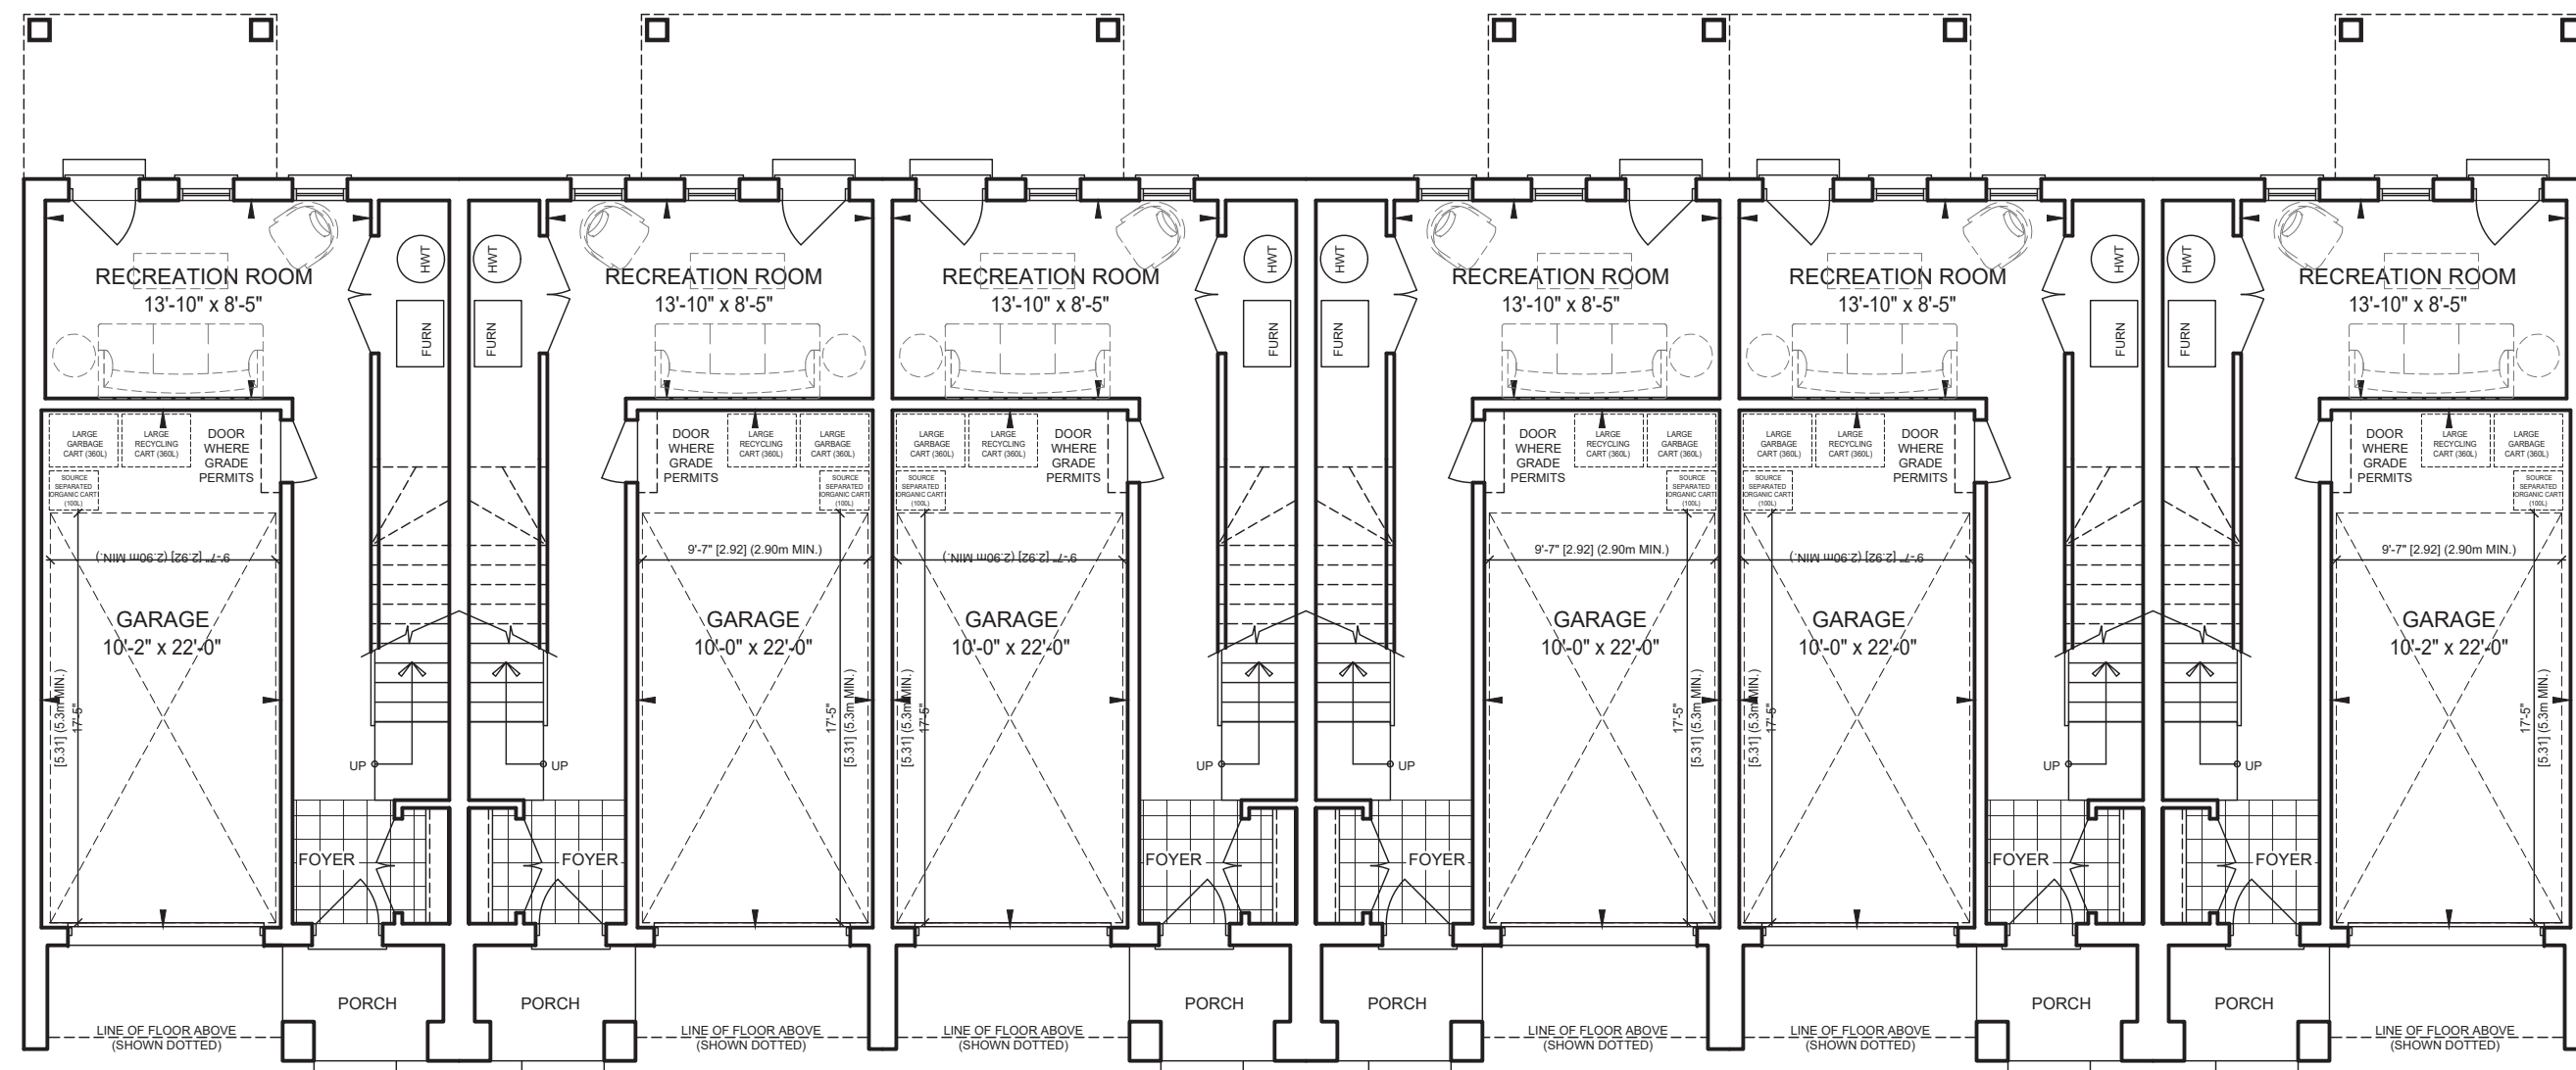 RECREATION ROOM
13'-10" x 8'-5"
HWT
FURN
LARGE
GARBAGE
CART (360L)
LARGE
RECYCLING
CART (360L)
DOOR
WHERE
GRADE
PERMITS
SOURCE
SEPARATED
ORGANIC CART
(100L)
9'-7" [2.92] (2.90m MIN.)
GARAGE
10'-2" x 22'-0"
[5.31] (5.3m MIN.)
17'-5"
UP
FOYER
PORCH
LINE OF FLOOR ABOVE
(SHOWN DOTTED)
HWT
FURN
RECREATION ROOM
13'-10" x 8'-5"
DOOR
WHERE
GRADE
PERMITS
LARGE
RECYCLING
CART (360L)
LARGE
GARBAGE
CART (360L)
SOURCE
SEPARATED
ORGANIC CART
(100L)
9'-7" [2.92] (2.90m MIN.)
GARAGE
10'-0" x 22'-0"
17'-5"
[5.31] (5.3m MIN.)
UP
FOYER
PORCH
LINE OF FLOOR ABOVE
(SHOWN DOTTED)
RECREATION ROOM
13'-10" x 8'-5"
HWT
FURN
LARGE
GARBAGE
CART (360L)
LARGE
RECYCLING
CART (360L)
DOOR
WHERE
GRADE
PERMITS
SOURCE
SEPARATED
ORGANIC CART
(100L)
9'-7" [2.92] (2.90m MIN.)
GARAGE
10'-0" x 22'-0"
[5.31] (5.3m MIN.)
17'-5"
UP
FOYER
PORCH
LINE OF FLOOR ABOVE
(SHOWN DOTTED)
HWT
FURN
RECREATION ROOM
13'-10" x 8'-5"
DOOR
WHERE
GRADE
PERMITS
LARGE
RECYCLING
CART (360L)
LARGE
GARBAGE
CART (360L)
SOURCE
SEPARATED
ORGANIC CART
(100L)
9'-7" [2.92] (2.90m MIN.)
GARAGE
10'-0" x 22'-0"
17'-5"
[5.31] (5.3m MIN.)
UP
FOYER
PORCH
LINE OF FLOOR ABOVE
(SHOWN DOTTED)
RECREATION ROOM
13'-10" x 8'-5"
HWT
FURN
LARGE
GARBAGE
CART (360L)
LARGE
RECYCLING
CART (360L)
DOOR
WHERE
GRADE
PERMITS
SOURCE
SEPARATED
ORGANIC CART
(100L)
9'-7" [2.92] (2.90m MIN.)
GARAGE
10'-0" x 22'-0"
[5.31] (5.3m MIN.)
17'-5"
UP
FOYER
PORCH
LINE OF FLOOR ABOVE
(SHOWN DOTTED)
HWT
FURN
RECREATION ROOM
13'-10" x 8'-5"
DOOR
WHERE
GRADE
PERMITS
LARGE
RECYCLING
CART (360L)
LARGE
GARBAGE
CART (360L)
SOURCE
SEPARATED
ORGANIC CART
(100L)
9'-7" [2.92] (2.90m MIN.)
GARAGE
10'-2" x 22'-0"
17'-5"
[5.31] (5.3m MIN.)
UP
FOYER
PORCH
LINE OF FLOOR ABOVE
(SHOWN DOTTED)